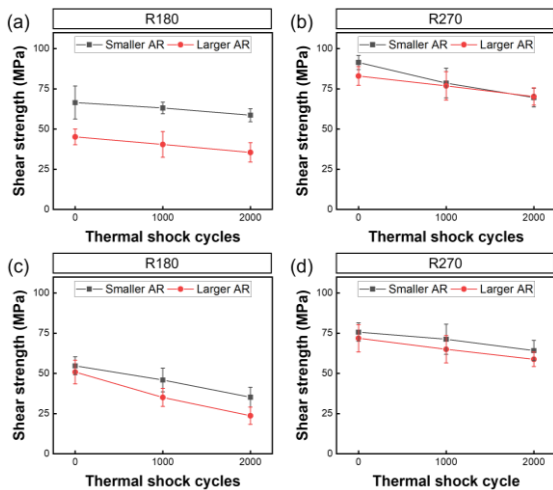 (a)
R180
Smaller AR
Larger AR
Shear strength (MPa)
100
75
50
25
0
0
1000
2000
Thermal shock cycles
(b)
R270
Smaller AR
Larger AR
Shear strength (MPa)
100
75
50
25
0
0
1000
2000
Thermal shock cycles
(c)
R180
Smaller AR
Larger AR
Shear strength (MPa)
100
75
50
25
0
0
1000
2000
Thermal shock cycles
(d)
R270
Smaller AR
Larger AR
Shear strength (MPa)
100
75
50
25
0
0
1000
2000
Thermal shock cycle